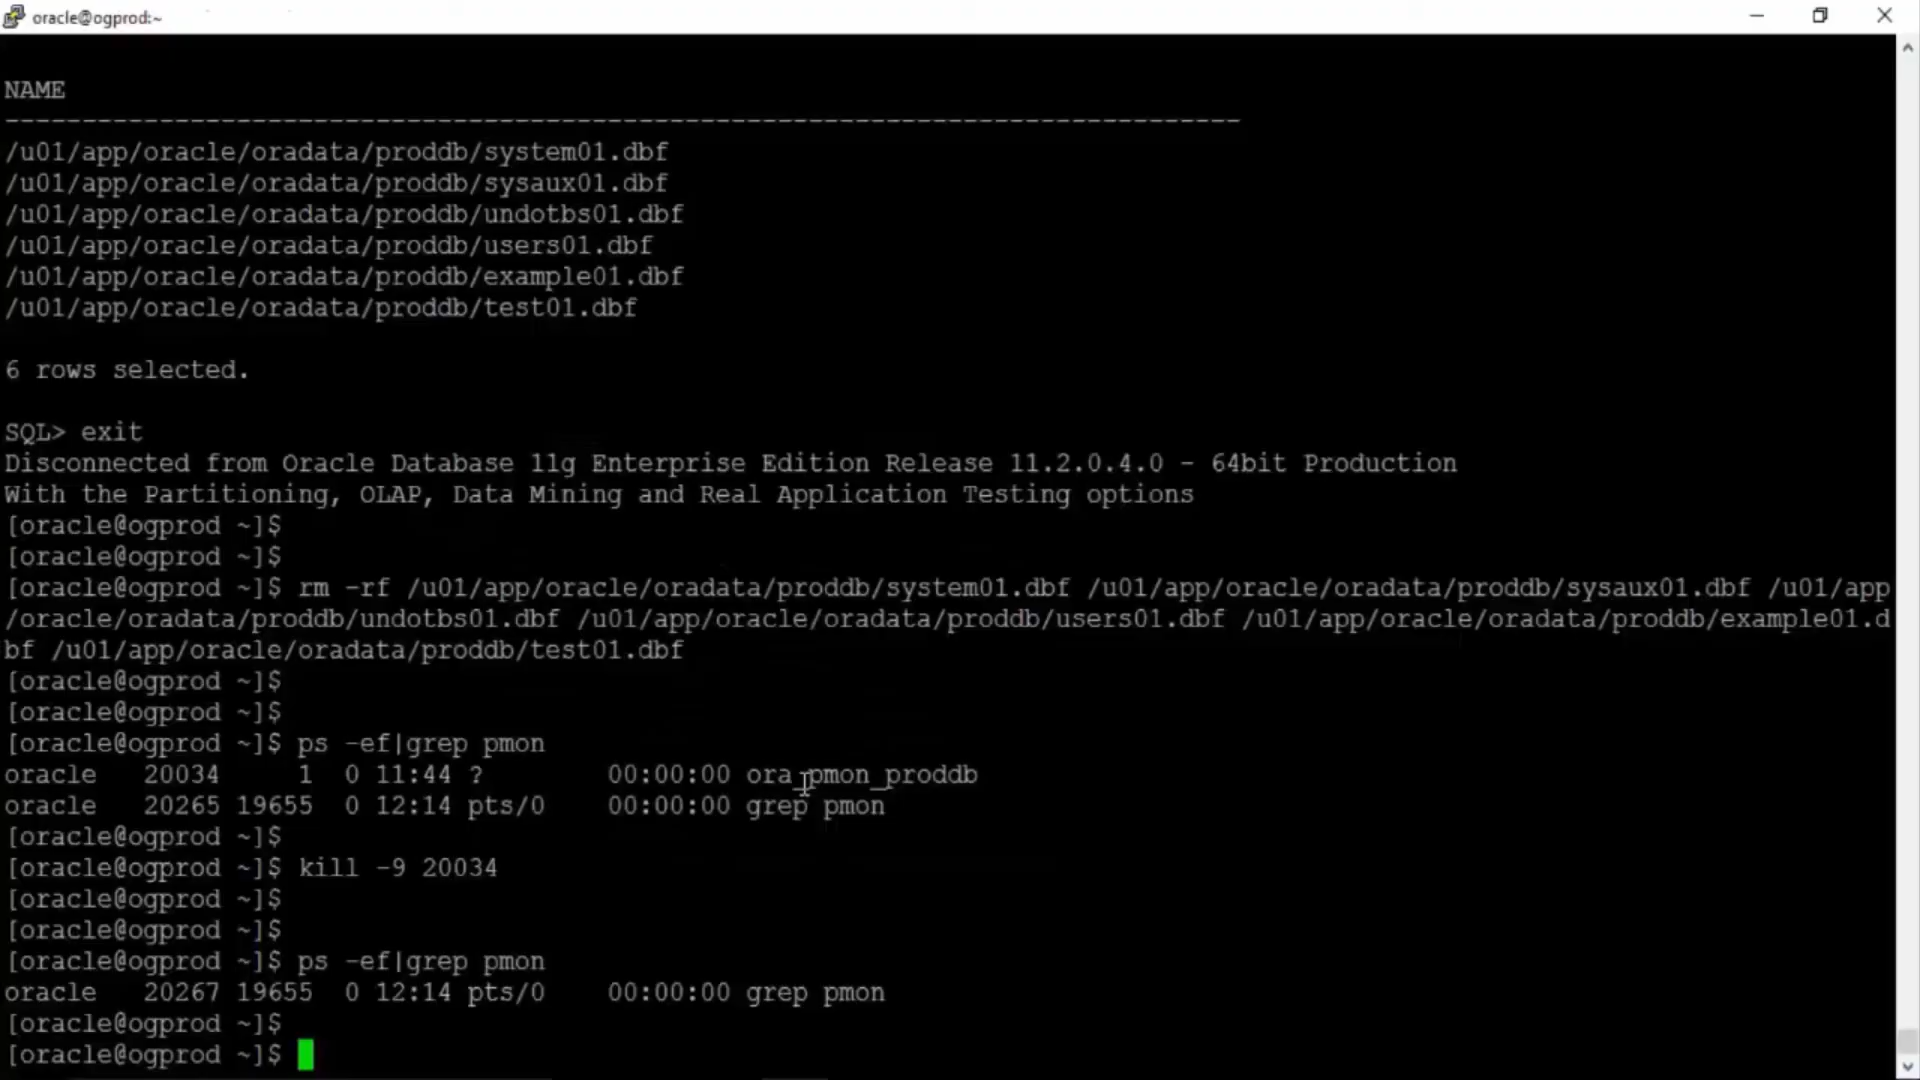 oracle@ogprod:~
NAME
--------------------------------------------------------------------------------
/u01/app/oracle/oradata/proddb/system01.dbf
/u01/app/oracle/oradata/proddb/sysaux01.dbf
/u01/app/oracle/oradata/proddb/undotbs01.dbf
/u01/app/oracle/oradata/proddb/users01.dbf
/u01/app/oracle/oradata/proddb/example01.dbf
/u01/app/oracle/oradata/proddb/test01.dbf
6 rows selected.
SQL> exit
Disconnected from Oracle Database 11g Enterprise Edition Release 11.2.0.4.0 - 64bit Production
With the Partitioning, OLAP, Data Mining and Real Application Testing options
[oracle@ogprod ~]$
[oracle@ogprod ~]$
[oracle@ogprod ~]$ rm -rf /u01/app/oracle/oradata/proddb/system01.dbf /u01/app/oracle/oradata/proddb/sysaux01.dbf /u01/app
/oracle/oradata/proddb/undotbs01.dbf /u01/app/oracle/oradata/proddb/users01.dbf /u01/app/oracle/oradata/proddb/example01.d
bf /u01/app/oracle/oradata/proddb/test01.dbf
[oracle@ogprod ~]$
[oracle@ogprod ~]$
[oracle@ogprod ~]$ ps -ef|grep pmon
oracle   20034     1  0 11:44 ?        00:00:00 ora_pmon_proddb
oracle   20265 19655  0 12:14 pts/0    00:00:00 grep pmon
[oracle@ogprod ~]$
[oracle@ogprod ~]$ kill -9 20034
[oracle@ogprod ~]$
[oracle@ogprod ~]$
[oracle@ogprod ~]$ ps -ef|grep pmon
oracle   20267 19655  0 12:14 pts/0    00:00:00 grep pmon
[oracle@ogprod ~]$
[oracle@ogprod ~]$